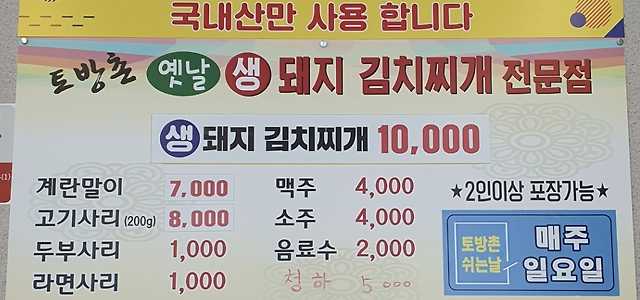 국내산만 사용 합니다
토방촌 옛날 생 돼지 김치찌개 전문점
생 돼지 김치찌개 10,000
계란말이 7,000
고기사리 (200g) 8,000
두부사리 1,000
라면사리 1,000
맥주 4,000
소주 4,000
음료수 2,000
청하 5000
★2인이상 포장가능★
토방촌
쉬는날
매주
일요일